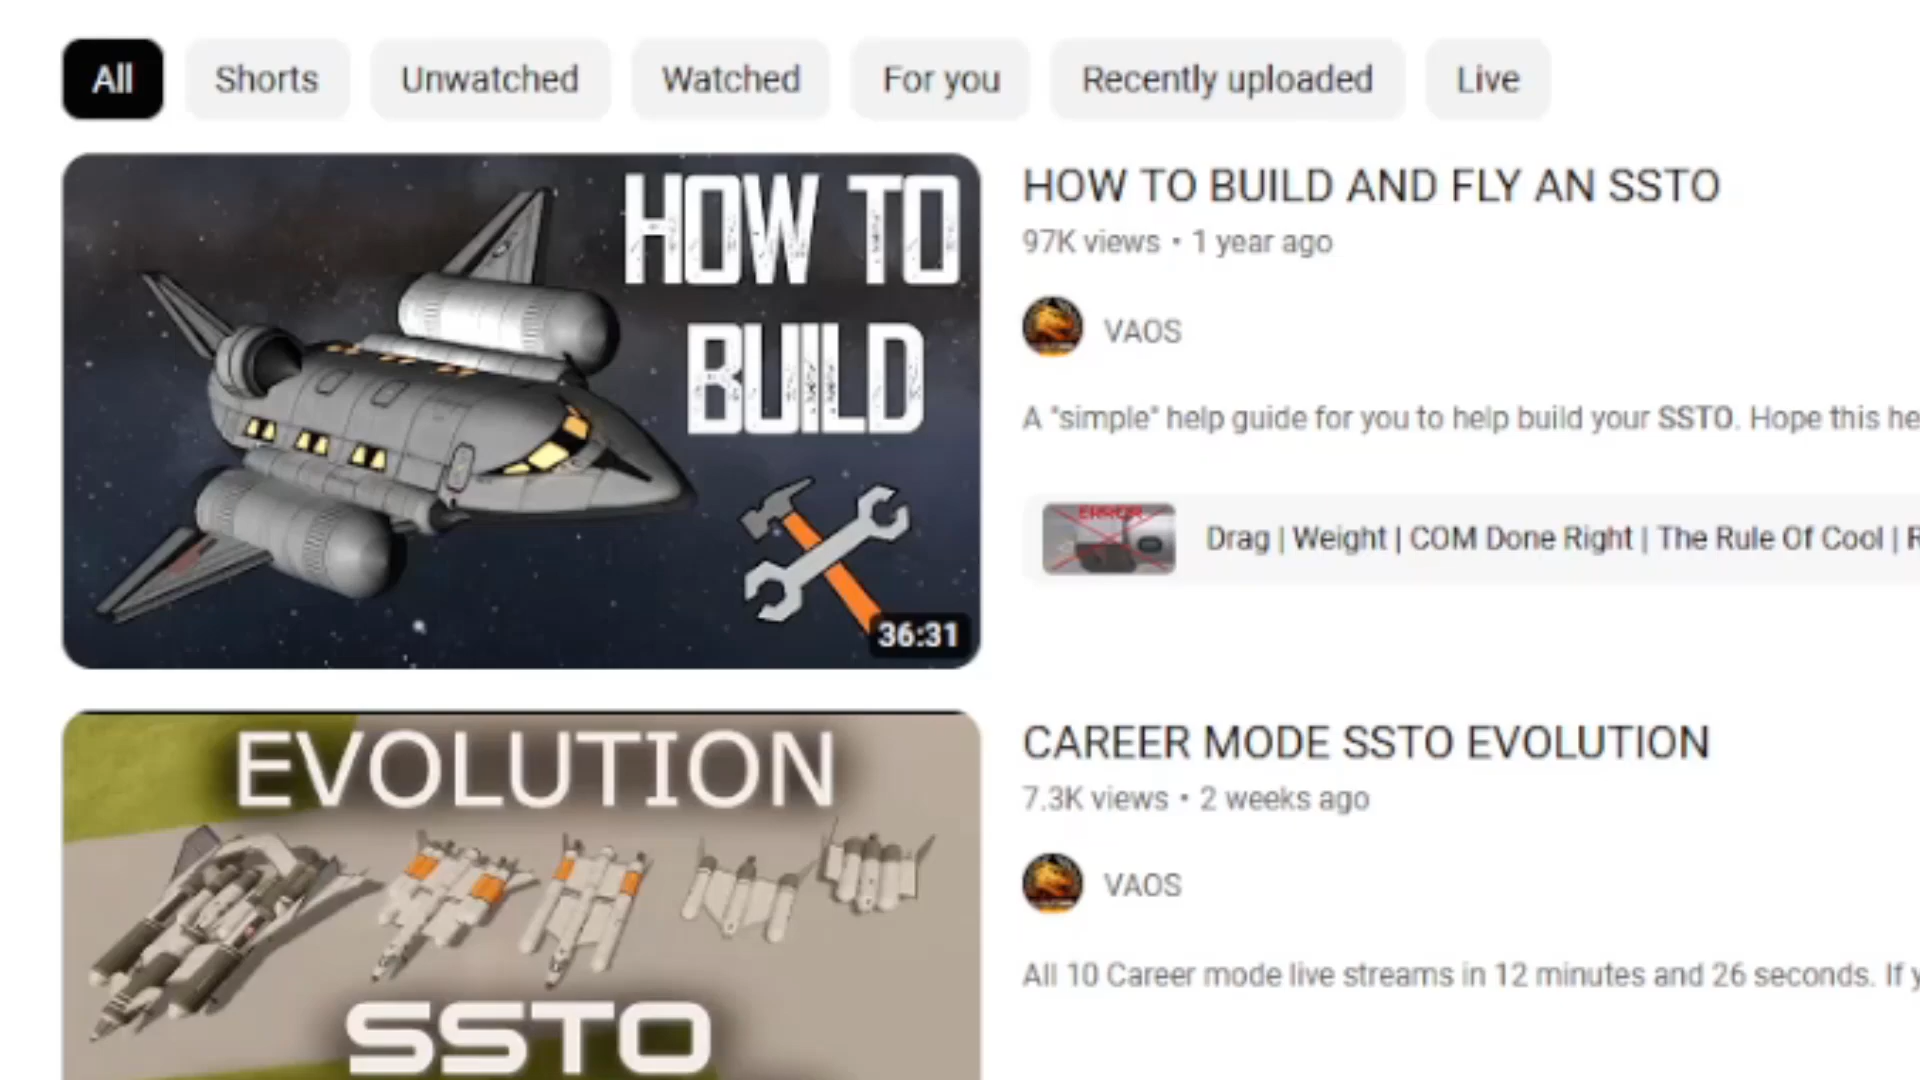 All Shorts Unwatched Watched For you Recently uploaded Live
HOW TO
BUILD
36:31
HOW TO BUILD AND FLY AN SSTO
97K views • 1 year ago
VAOS
A "simple" help guide for you to help build your SSTO. Hope this
ERROR
Drag | Weight | COM Done Right | The Rule Of Cool |
EVOLUTION
SSTO
CAREER MODE SSTO EVOLUTION
7.3K views • 2 weeks ago
VAOS
All 10 Career mode live streams in 12 minutes and 26 seconds. If